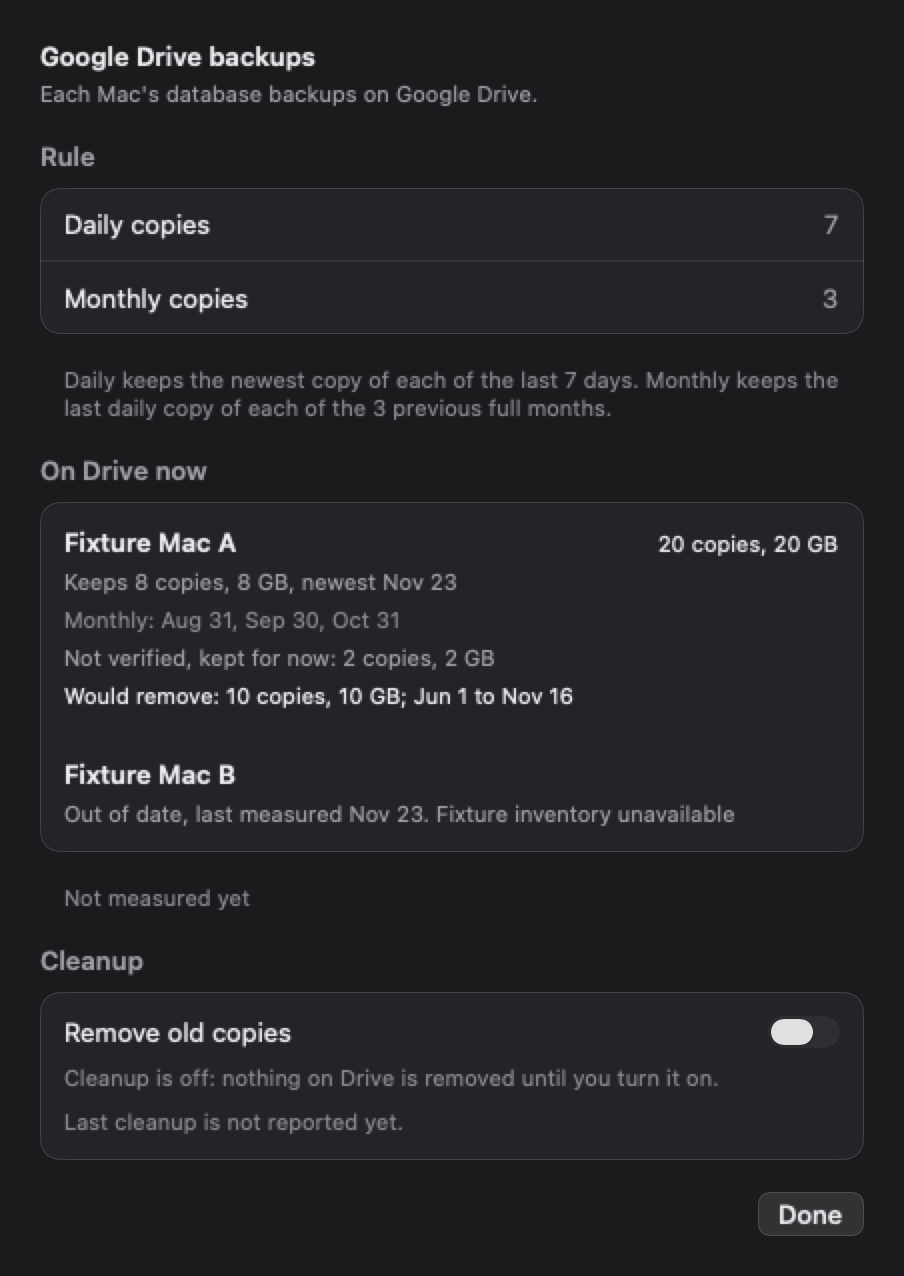 Google Drive backups
Each Mac's database backups on Google Drive.
Rule
Daily copies 7
Monthly copies 3
Daily keeps the newest copy of each of the last 7 days. Monthly keeps the
last daily copy of each of the 3 previous full months.
On Drive now
Fixture Mac A 20 copies, 20 GB
Keeps 8 copies, 8 GB, newest Nov 23
Monthly: Aug 31, Sep 30, Oct 31
Not verified, kept for now: 2 copies, 2 GB
Would remove: 10 copies, 10 GB; Jun 1 to Nov 16
Fixture Mac B
Out of date, last measured Nov 23. Fixture inventory unavailable
Not measured yet
Cleanup
Remove old copies
Cleanup is off: nothing on Drive is removed until you turn it on.
Last cleanup is not reported yet.
Done